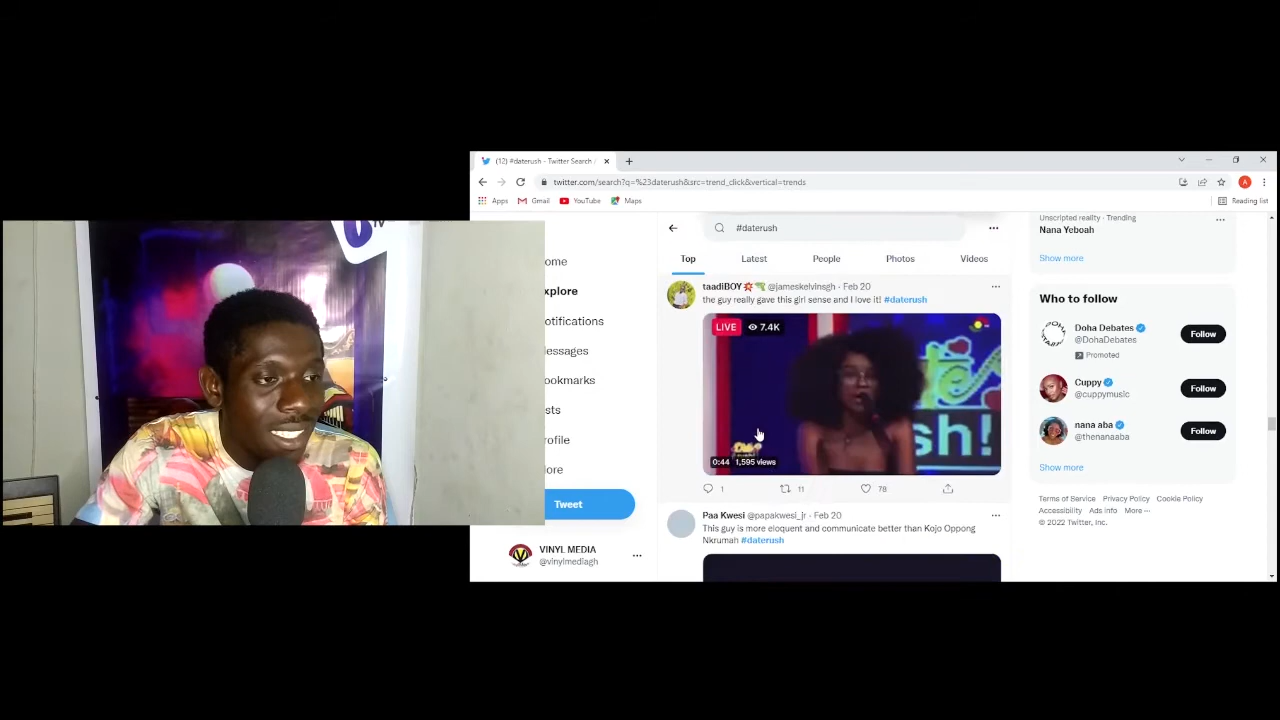 (12) #daterush - Twitter Search /
twitter.com/search?q=%23daterush&src=trend_click&vertical=trends
Apps
Gmail
YouTube
Maps
Reading list
#daterush
Top
Latest
People
Photos
Videos
ome
xplore
otifications
essages
ookmarks
sts
rofile
ore
Tweet
VINYL MEDIA
@vinylmediagh
taadiBOY @jameskelvinsgh · Feb 20
the guy really gave this girl sense and I love it! #daterush
LIVE
7.4K
sh!
0:44
1,595 views
1
11
78
Paa Kwesi @papakwesi_jr · Feb 20
This guy is more eloquent and communicate better than Kojo Oppong
Nkrumah #daterush
Unscripted reality · Trending
Nana Yeboah
Show more
Who to follow
Doha Debates
@DohaDebates
Promoted
Follow
Cuppy
@cuppymusic
Follow
nana aba
@thenanaaba
Follow
Show more
Terms of Service Privacy Policy Cookie Policy
Accessibility Ads info More ···
© 2022 Twitter, Inc.